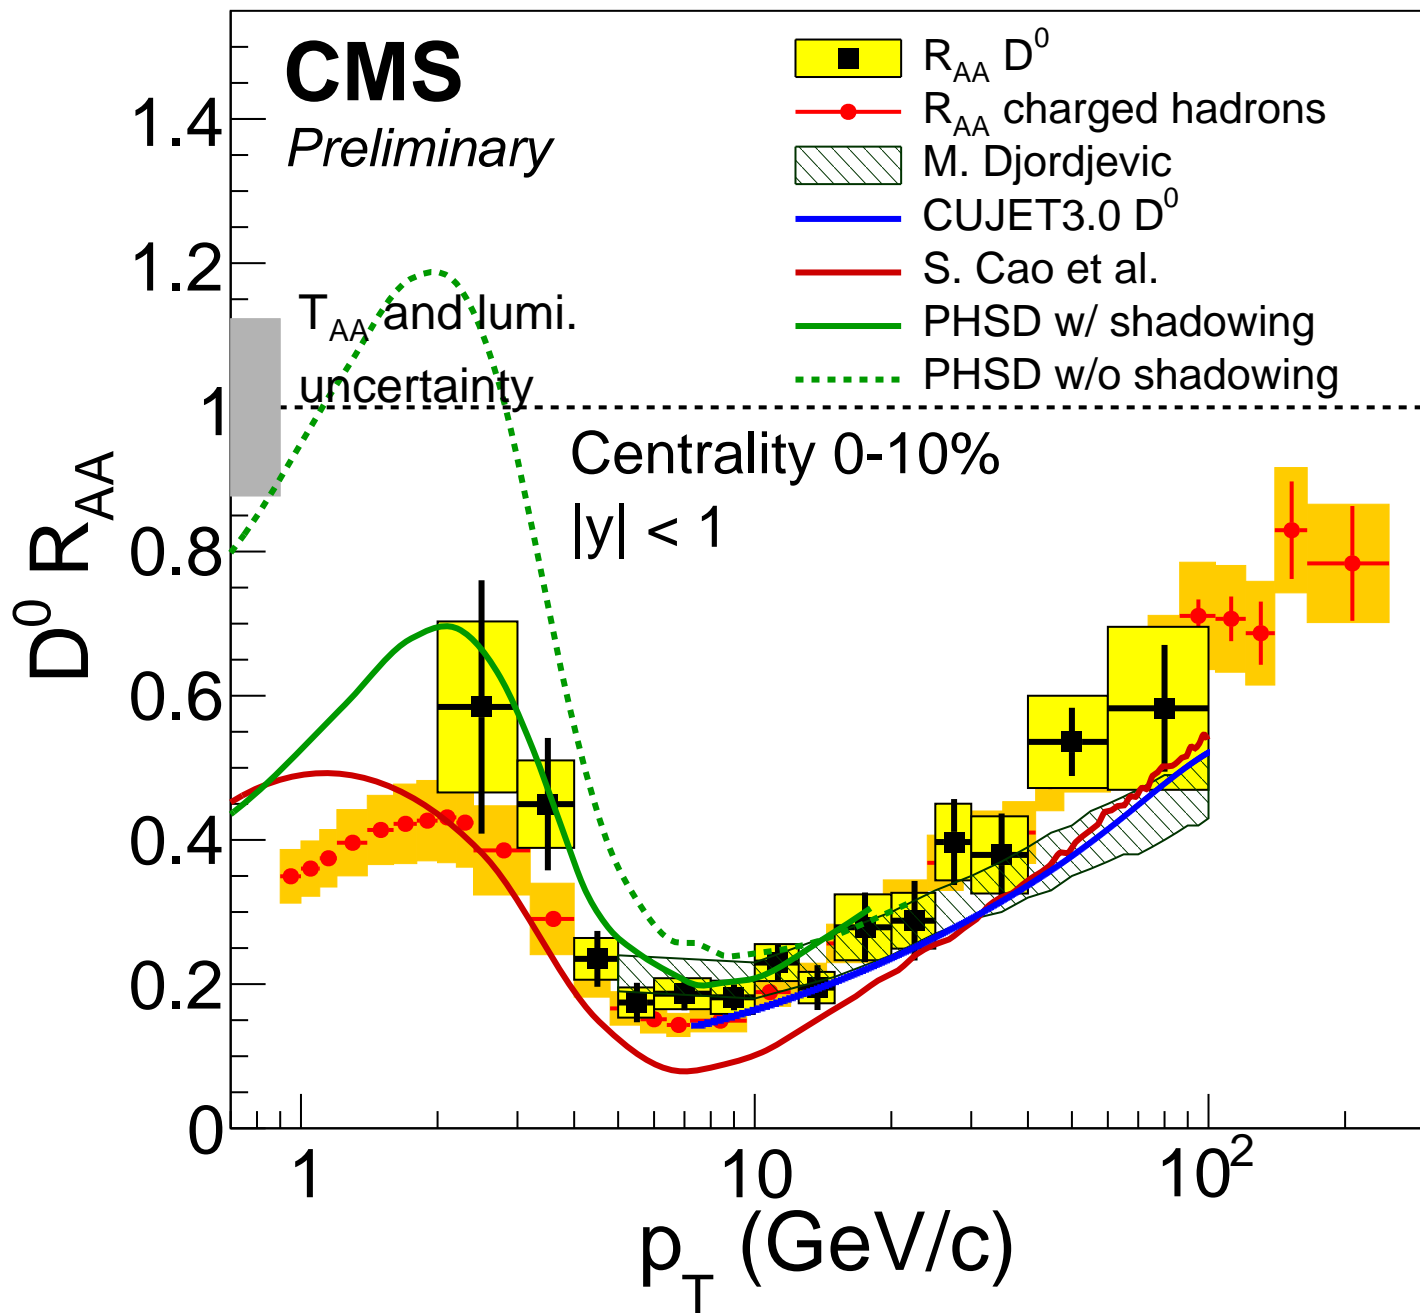 CMS
Preliminary
R_AA D^0
R_AA charged hadrons
M. Djordjevic
CUJET3.0 D^0
S. Cao et al.
PHSD w/ shadowing
PHSD w/o shadowing
T_AA and lumi.
uncertainty
Centrality 0-10%
|y| < 1
D^0 R_AA
1.4
1.2
1
0.8
0.6
0.4
0.2
0
1
10
10^2
p_T (GeV/c)